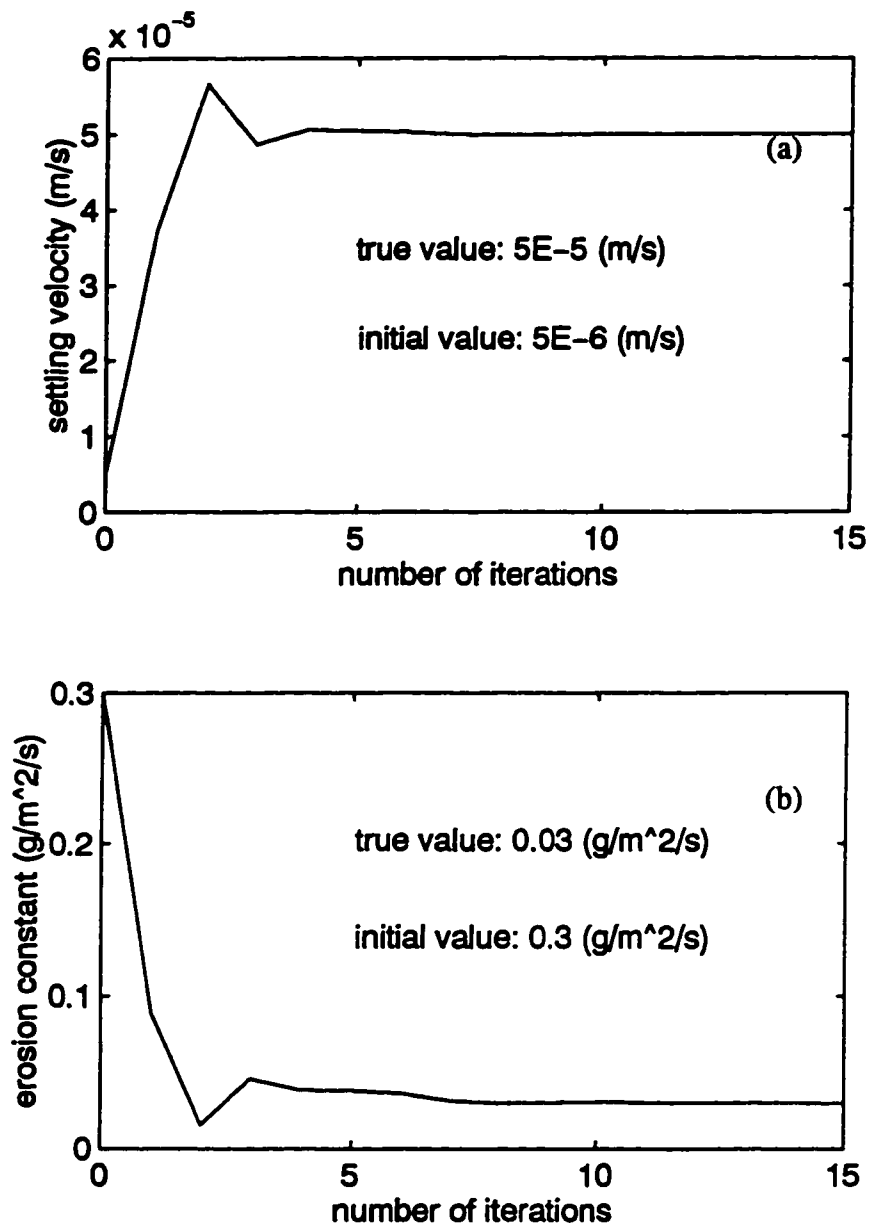 x 10^-5
6
5
4
3
2
1
0
settling velocity (m/s)
(a)
true value: 5E-5 (m/s)
initial value: 5E-6 (m/s)
0
5
10
15
number of iterations
0.3
0.2
0.1
0
erosion constant (g/m^2/s)
(b)
true value: 0.03 (g/m^2/s)
initial value: 0.3 (g/m^2/s)
0
5
10
15
number of iterations